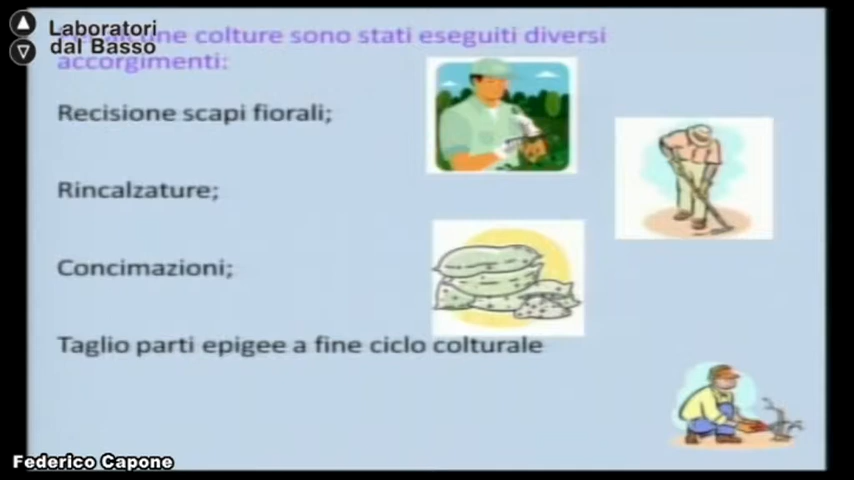 Laboratori
dal Basso
alcune colture sono stati eseguiti diversi
accorgimenti:
Recisione scapi fiorali;
Rincalzature;
Concimazioni;
Taglio parti epigee a fine ciclo colturale
Federico Capone